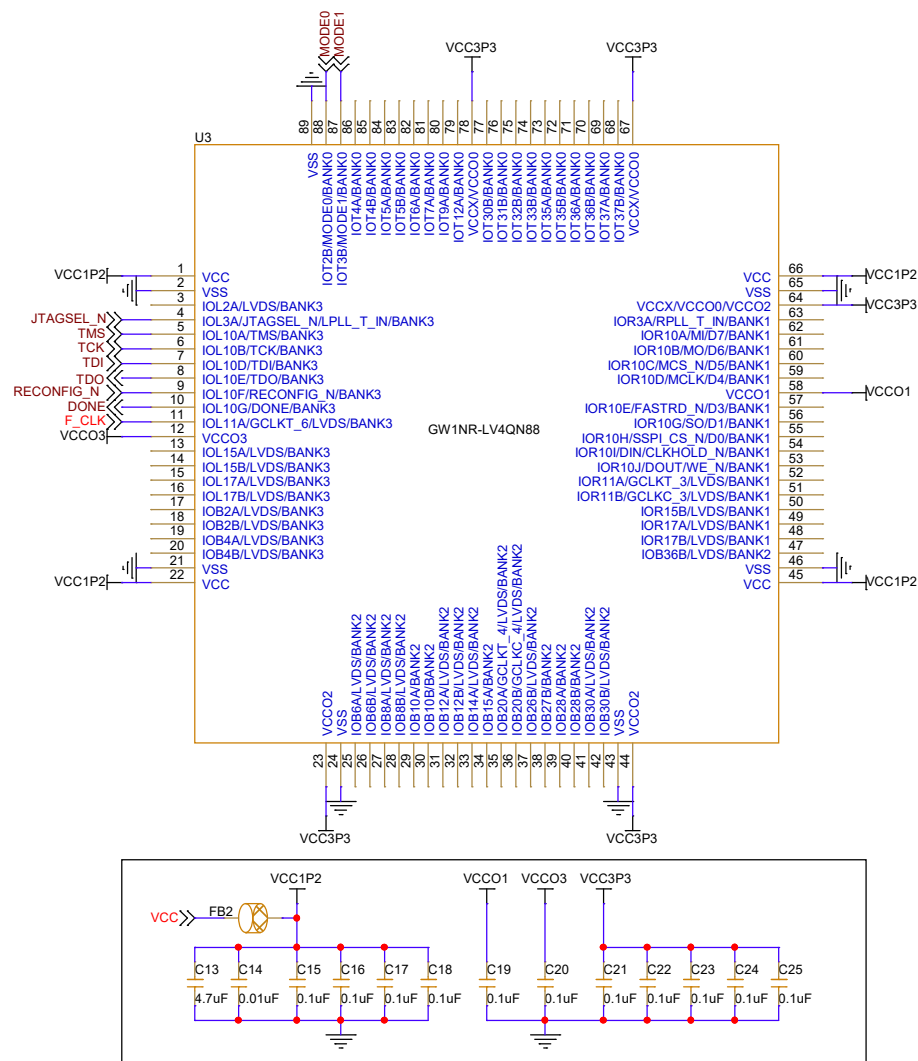 MODE0
MODE1
VCC3P3
VCC3P3
89
88
87
86
85
84
83
82
81
80
79
78
77
76
75
74
73
72
71
70
69
68
67
U3
VSS
IOT2B/MODE0/BANK0
IOT3B/MODE1/BANK0
IOT4A/BANK0
IOT4B/BANK0
IOT5A/BANK0
IOT5B/BANK0
IOT6A/BANK0
IOT7A/BANK0
IOT9A/BANK0
IOT12A/BANK0
VCCX/VCCO0
IOT30B/BANK0
IOT31B/BANK0
IOT32B/BANK0
IOT33B/BANK0
IOT35A/BANK0
IOT35B/BANK0
IOT36A/BANK0
IOT36B/BANK0
IOT37A/BANK0
IOT37B/BANK0
VCCX/VCCO0
VCC1P2 1 VCC
2 VSS
3 IOL2A/LVDS/BANK3
JTAGSEL_N 4 IOL3A/JTAGSEL_N/LPLL_T_IN/BANK3
TMS 5 IOL10A/TMS/BANK3
TCK 6 IOL10B/TCK/BANK3
TDI 7 IOL10D/TDI/BANK3
TDO 8 IOL10E/TDO/BANK3
RECONFIG_N 9 IOL10F/RECONFIG_N/BANK3
DONE 10 IOL10G/DONE/BANK3
F_CLK 11 IOL11A/GCLKT_6/LVDS/BANK3
VCCO3 12 VCCO3
13 IOL15A/LVDS/BANK3
14 IOL15B/LVDS/BANK3
15 IOL17A/LVDS/BANK3
16 IOL17B/LVDS/BANK3
17 IOB2A/LVDS/BANK3
18 IOB2B/LVDS/BANK3
19 IOB4A/LVDS/BANK3
20 IOB4B/LVDS/BANK3
21 VSS
VCC1P2 22 VCC
GW1NR-LV4QN88
VCC 66 VCC1P2
VSS 65
VCCX/VCCO0/VCCO2 64 VCC3P3
IOR3A/RPLL_T_IN/BANK1 63
IOR10A/MI/D7/BANK1 62
IOR10B/MO/D6/BANK1 61
IOR10C/MCS_N/D5/BANK1 60
IOR10D/MCLK/D4/BANK1 59
VCCO1 58 VCCO1
IOR10E/FASTRD_N/D3/BANK1 57
IOR10G/SO/D1/BANK1 56
IOR10H/SSPI_CS_N/D0/BANK1 55
IOR10I/DIN/CLKHOLD_N/BANK1 54
IOR10J/DOUT/WE_N/BANK1 53
IOR11A/GCLKT_3/LVDS/BANK1 52
IOR11B/GCLKC_3/LVDS/BANK1 51
IOR15B/LVDS/BANK1 50
IOR17A/LVDS/BANK1 49
IOR17B/LVDS/BANK1 48
IOB36B/LVDS/BANK2 47
VSS 46
VCC 45 VCC1P2
VCCO2
VSS
IOB6A/LVDS/BANK2
IOB6B/LVDS/BANK2
IOB8A/LVDS/BANK2
IOB8B/LVDS/BANK2
IOB10A/BANK2
IOB10B/BANK2
IOB12A/LVDS/BANK2
IOB12B/LVDS/BANK2
IOB14A/LVDS/BANK2
IOB15A/BANK2
IOB20A/GCLKT_4/LVDS/BANK2
IOB20B/GCLKC_4/LVDS/BANK2
IOB26B/LVDS/BANK2
IOB27B/BANK2
IOB28A/BANK2
IOB28B/BANK2
IOB30A/LVDS/BANK2
IOB30B/LVDS/BANK2
VSS
VCCO2
23
24
25
26
27
28
29
30
31
32
33
34
35
36
37
38
39
40
41
42
43
44
VCC3P3
VCC3P3
VCC1P2 VCCO1 VCCO3 VCC3P3
VCC FB2
C13 C14 C15 C16 C17 C18 C19 C20 C21 C22 C23 C24 C25
4.7uF 0.01uF 0.1uF 0.1uF 0.1uF 0.1uF 0.1uF 0.1uF 0.1uF 0.1uF 0.1uF 0.1uF 0.1uF